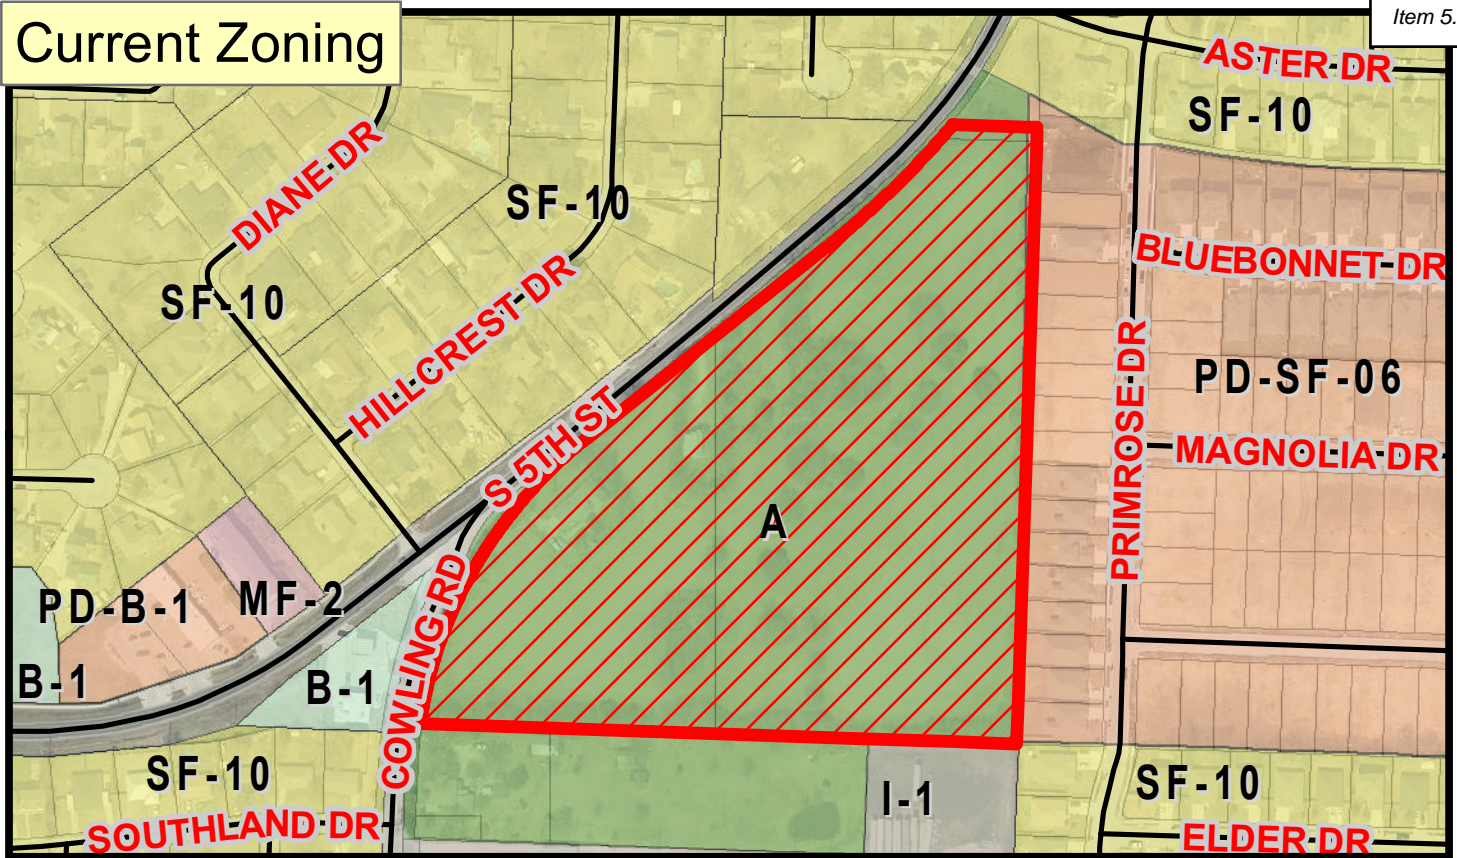 Current Zoning
Item 5.
ASTER DR
SF-10
DIANE DR
SF-10
BLUEBONNET DR
SF-10
HILLCREST DR
PRIMROSE DR
PD-SF-06
S 5TH ST
MAGNOLIA DR
A
PD-B-1
MF-2
COWLING RD
B-1
B-1
SF-10
I-1
SF-10
SOUTHLAND DR
ELDER DR